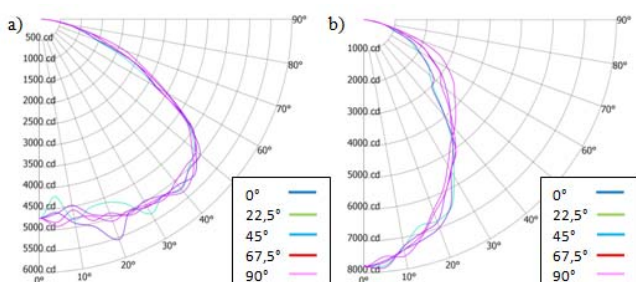 a)
500 cd
1000 cd
1500 cd
2000 cd
2500 cd
3000 cd
3500 cd
4000 cd
4500 cd
5000 cd
5500 cd
6000 cd
0°
10°
20°
30°
40°
60°
70°
80°
90°
0°
22,5°
45°
67,5°
90°
b)
1000 cd
2000 cd
3000 cd
4000 cd
5000 cd
6000 cd
7000 cd
8000 cd
0°
10°
20°
30°
40°
60°
70°
80°
90°
0°
22,5°
45°
67,5°
90°